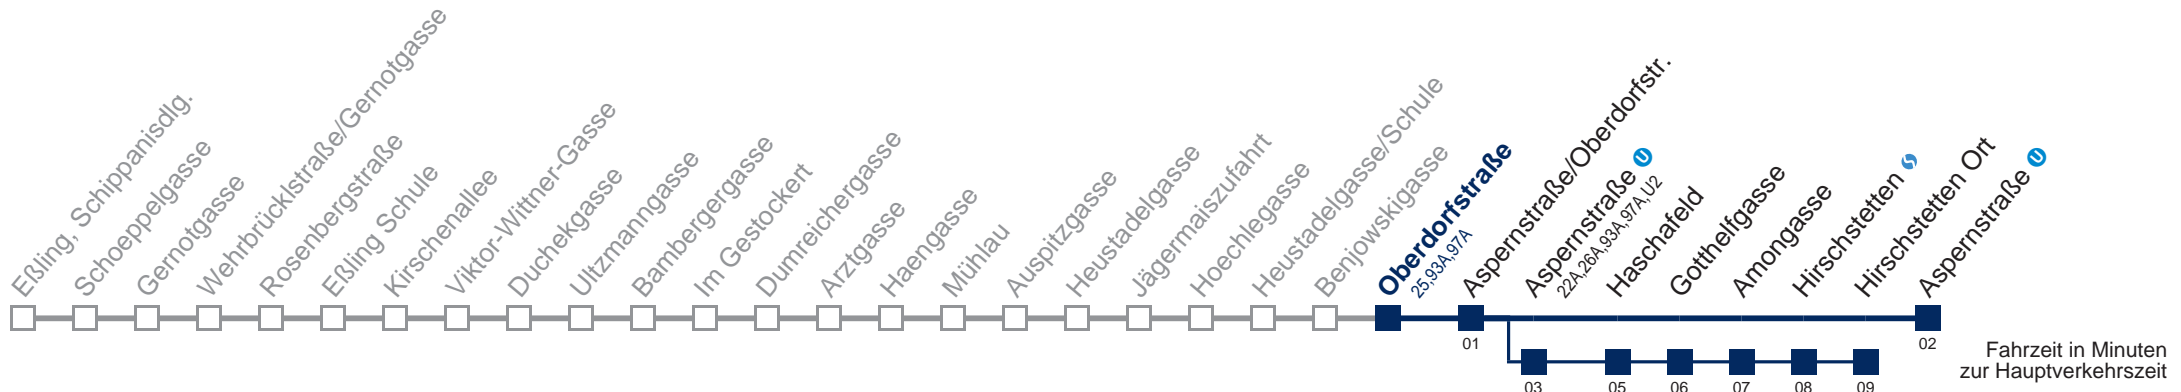 Eßling, Schippanisdlg.
Schoeppelgasse
Gernotgasse
Wehrbrücklstraße/Gernotgasse
Rosenbergstraße
Eßling Schule
Kirschenallee
Viktor-Wittner-Gasse
Duchekgasse
Ultzmanngasse
Bambergergasse
Im Gestockert
Dumreichergasse
Arztgasse
Haengasse
Mühlau
Auspitzgasse
Heustadelgasse
Jägermaiszufahrt
Hoechlegasse
Heustadelgasse/Schule
Benjowskigasse
Oberdorfstraße
25,93A,97A
Aspernstraße/Oberdorfstr.
Aspernstraße U
22A,26A,93A,97A,U2
Haschafeld
Gotthelfgasse
Amongasse
Hirschstetten S
Hirschstetten Ort
Aspernstraße U
01
02
03
05
06
07
08
09
Fahrzeit in Minuten
zur Hauptverkehrszeit